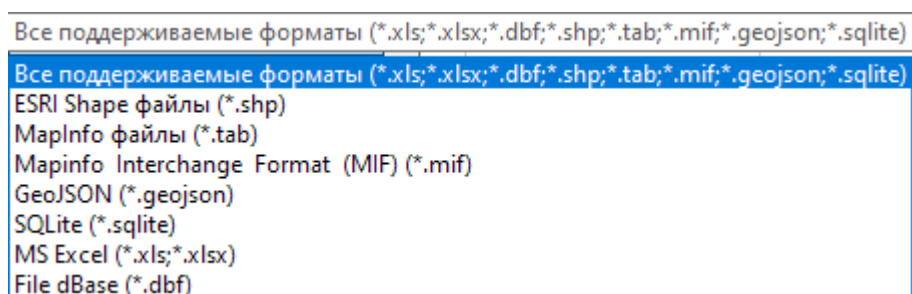 Все поддерживаемые форматы (*.xls;*.xlsx;*.dbf;*.shp;*.tab;*.mif;*.geojson;*.sqlite)
Все поддерживаемые форматы (*.xls;*.xlsx;*.dbf;*.shp;*.tab;*.mif;*.geojson;*.sqlite)
ESRI Shape файлы (*.shp)
MapInfo файлы (*.tab)
Mapinfo Interchange Format (MIF) (*.mif)
GeoJSON (*.geojson)
SQLite (*.sqlite)
MS Excel (*.xls;*.xlsx)
File dBase (*.dbf)